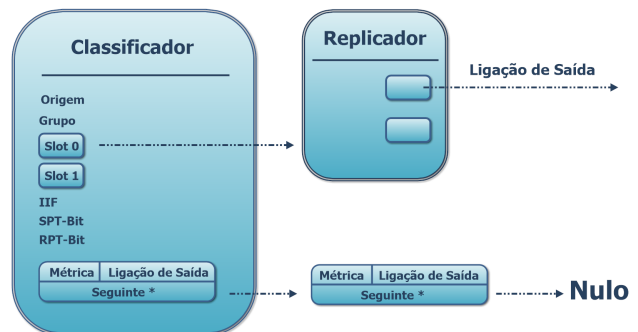 Classificador
Origem
Grupo
Slot 0
Slot 1
IIF
SPT-Bit
RPT-Bit
Métrica Ligação de Saída
Seguinte *
Replicador
Ligação de Saída
Métrica Ligação de Saída
Seguinte *
Nulo